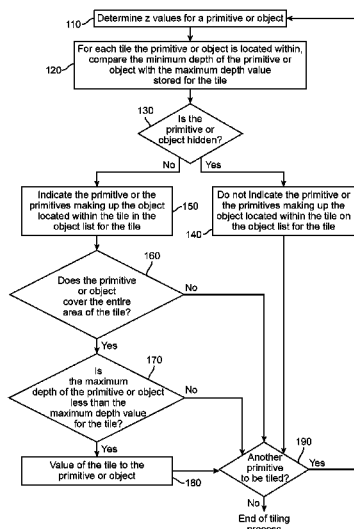 110
Determine z values for a primitive or object
120
For each tile the primitive or object is located within,
compare the minimum depth of the primitive or
object with the maximum depth value
stored for the tile
130
Is the
primitive or
object hidden?
No
Yes
Indicate the primitive or the
primitives making up the object
located within the tile in the
object list for the tile
150
Do not Indicate the primitive or
the primitives making up the
object located within the tile on
the object list for the tile
140
160
Does the primitive
or object
cover the entire
area of the tile?
No
Yes
170
Is
the maximum
depth of the primitive or object
less than the
maximum depth value
for the tile?
No
Yes
Value of the tile to the
primitive or object
180
190
Another
primitive
to be tiled?
Yes
No
End of tiling
process